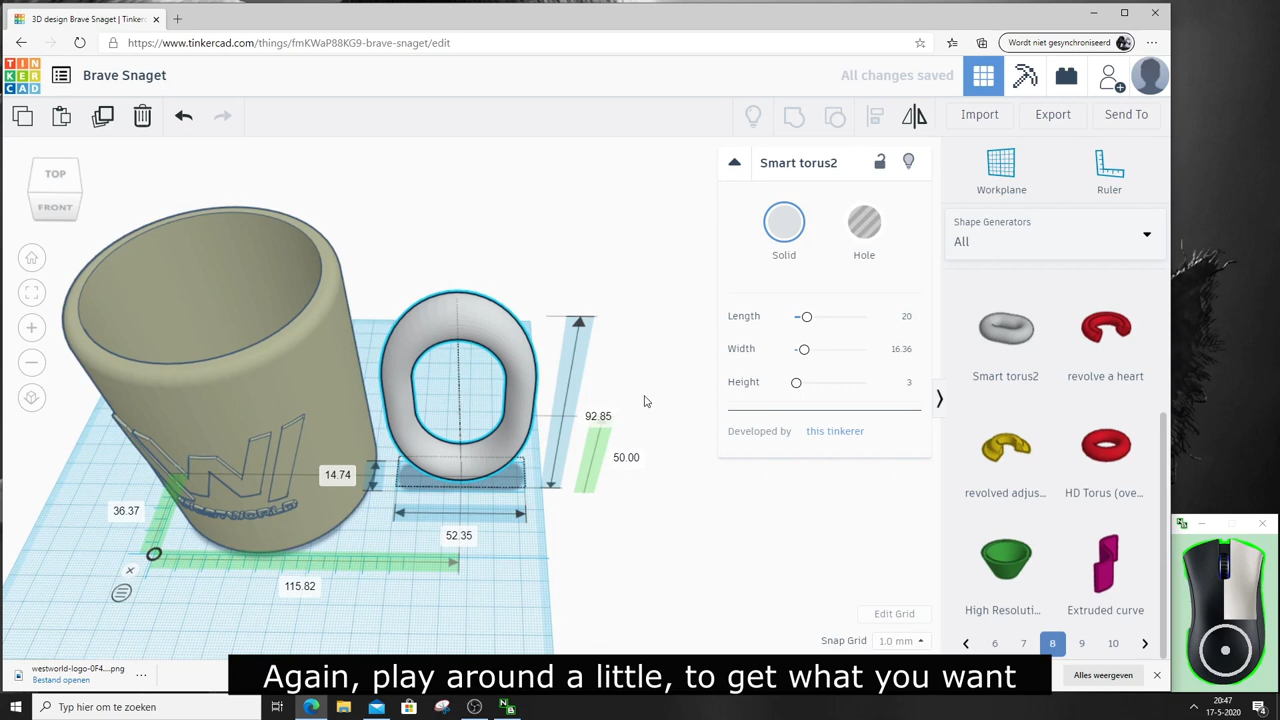 3D design Brave Snaget | Tinker
https://www.tinkercad.com/things/fmKWaP88KG9-brave-snaget/edit
Wordt niet gesynchroniseerd
TIN
KER
CAD
Brave Snaget
All changes saved
Import
Export
Send To
TOP
FRONT
Smart torus2
Solid
Hole
Length
20
Width
16.36
Height
3
Developed by
this tinkerer
Workplane
Ruler
Shape Generators
All
Smart torus2
revolve a heart
revolved adjus...
HD Torus (ove...
High Resoluti...
Extruded curve
6
7
8
9
10
92.85
50.00
14.74
36.37
52.35
115.82
Edit Grid
Snap Grid
1.0 mm
westworld-logo-0F4....png
Bestand openen
Alles weergeven
Again, play around a little, to get what you want
Typ hier om te zoeken
20:47
17-5-2020
4